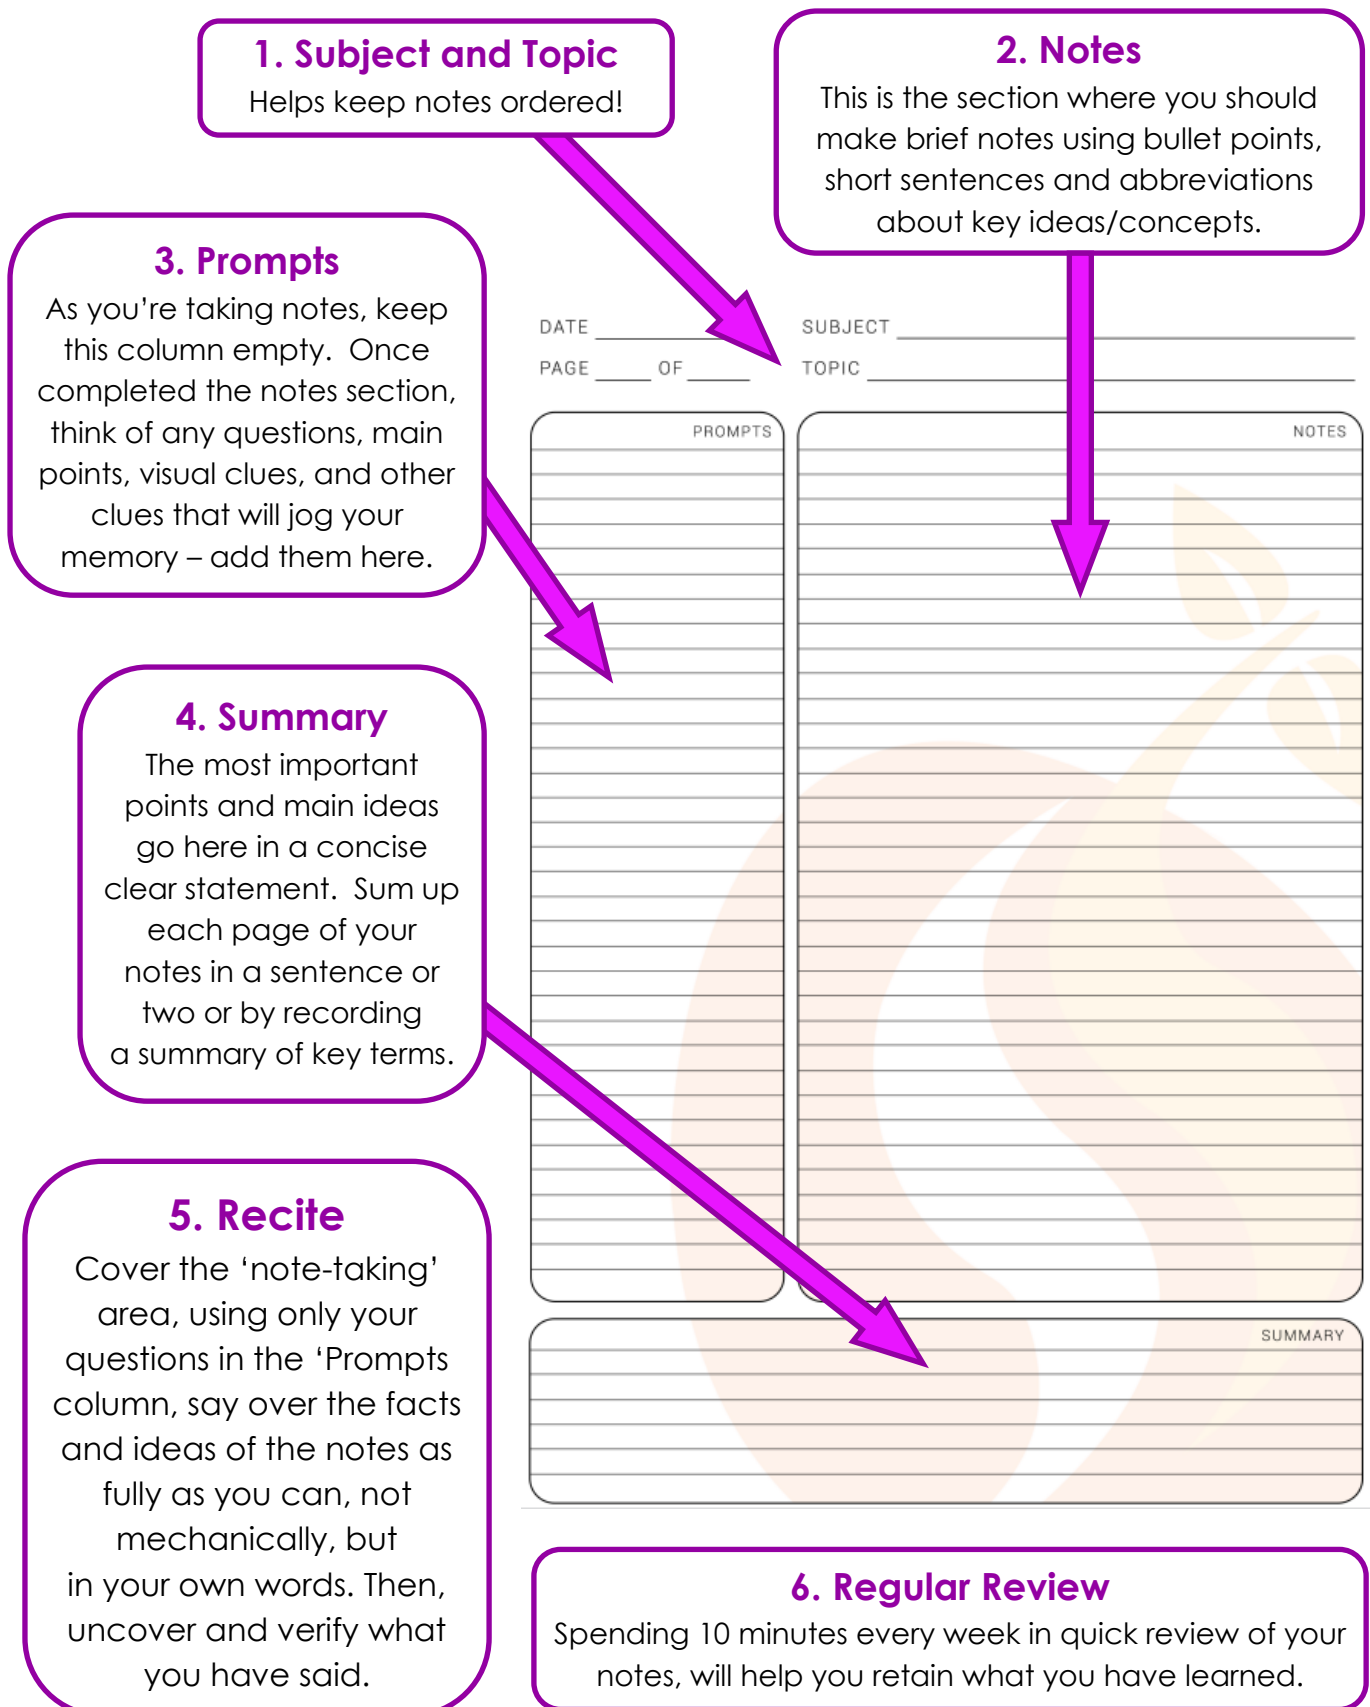 1. Subject and Topic
Helps keep notes ordered!
2. Notes
This is the section where you should
make brief notes using bullet points,
short sentences and abbreviations
about key ideas/concepts.
3. Prompts
As you’re taking notes, keep
this column empty.  Once
completed the notes section,
think of any questions, main
points, visual clues, and other
clues that will jog your
memory – add them here.
DATE
SUBJECT
PAGE OF
TOPIC
PROMPTS
NOTES
4. Summary
The most important
points and main ideas
go here in a concise
clear statement.  Sum up
each page of your
notes in a sentence or
two or by recording
a summary of key terms.
5. Recite
Cover the ‘note-taking’
area, using only your
questions in the ‘Prompts
column, say over the facts
and ideas of the notes as
fully as you can, not
mechanically, but
in your own words. Then,
uncover and verify what
you have said.
SUMMARY
6. Regular Review
Spending 10 minutes every week in quick review of your
notes, will help you retain what you have learned.